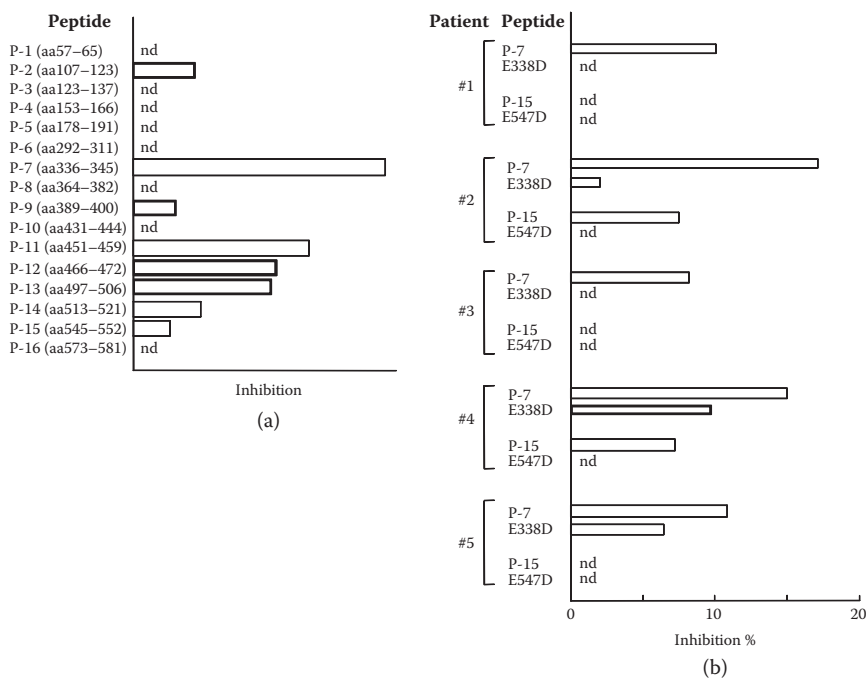 Peptide
P-1 (aa57–65) nd
P-2 (aa107–123)
P-3 (aa123–137) nd
P-4 (aa153–166) nd
P-5 (aa178–191) nd
P-6 (aa292–311) nd
P-7 (aa336–345)
P-8 (aa364–382) nd
P-9 (aa389–400)
P-10 (aa431–444) nd
P-11 (aa451–459)
P-12 (aa466–472)
P-13 (aa497–506)
P-14 (aa513–521)
P-15 (aa545–552)
P-16 (aa573–581) nd
Inhibition
(a)
Patient Peptide
#1
P-7
E338D nd
P-15 nd
E547D nd
#2
P-7
E338D
P-15
E547D nd
#3
P-7
E338D nd
P-15 nd
E547D nd
#4
P-7
E338D
P-15
E547D nd
#5
P-7
E338D
P-15 nd
E547D nd
0 10 20
Inhibition %
(b)